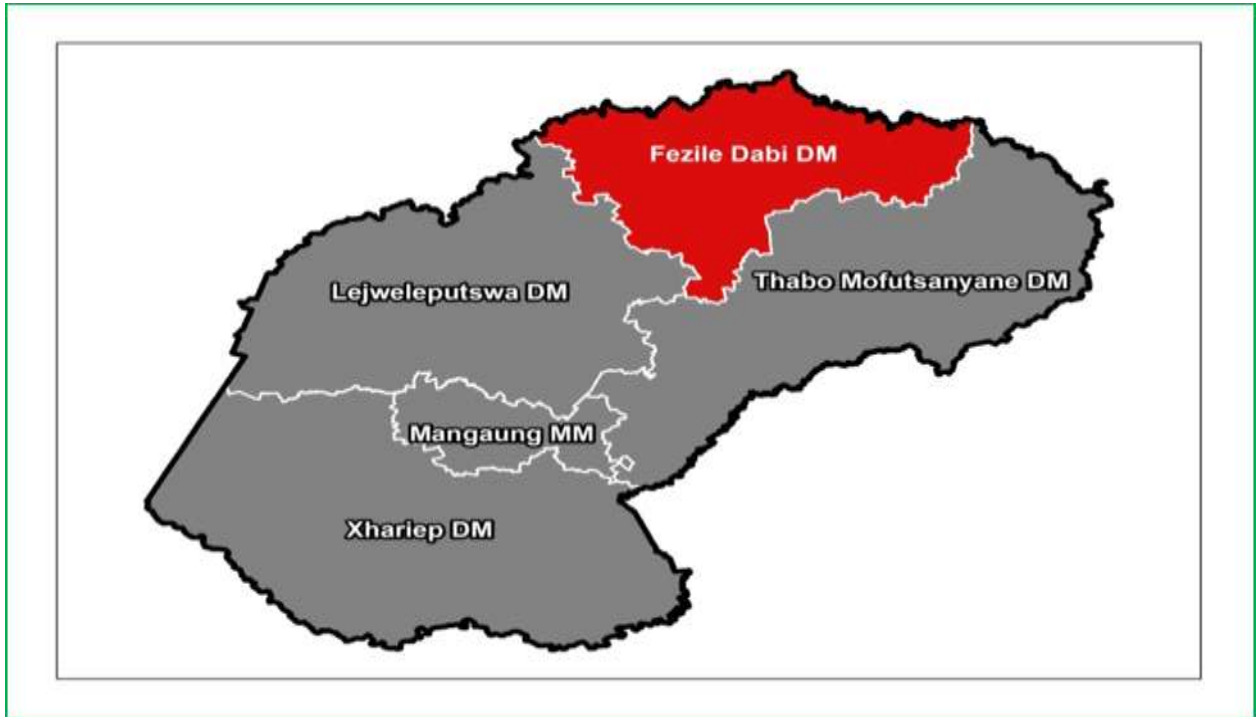 Fezile Dabi DM
Lejweleputswa DM
Thabo Mofutsanyane DM
Mangaung MM
Xhariep DM